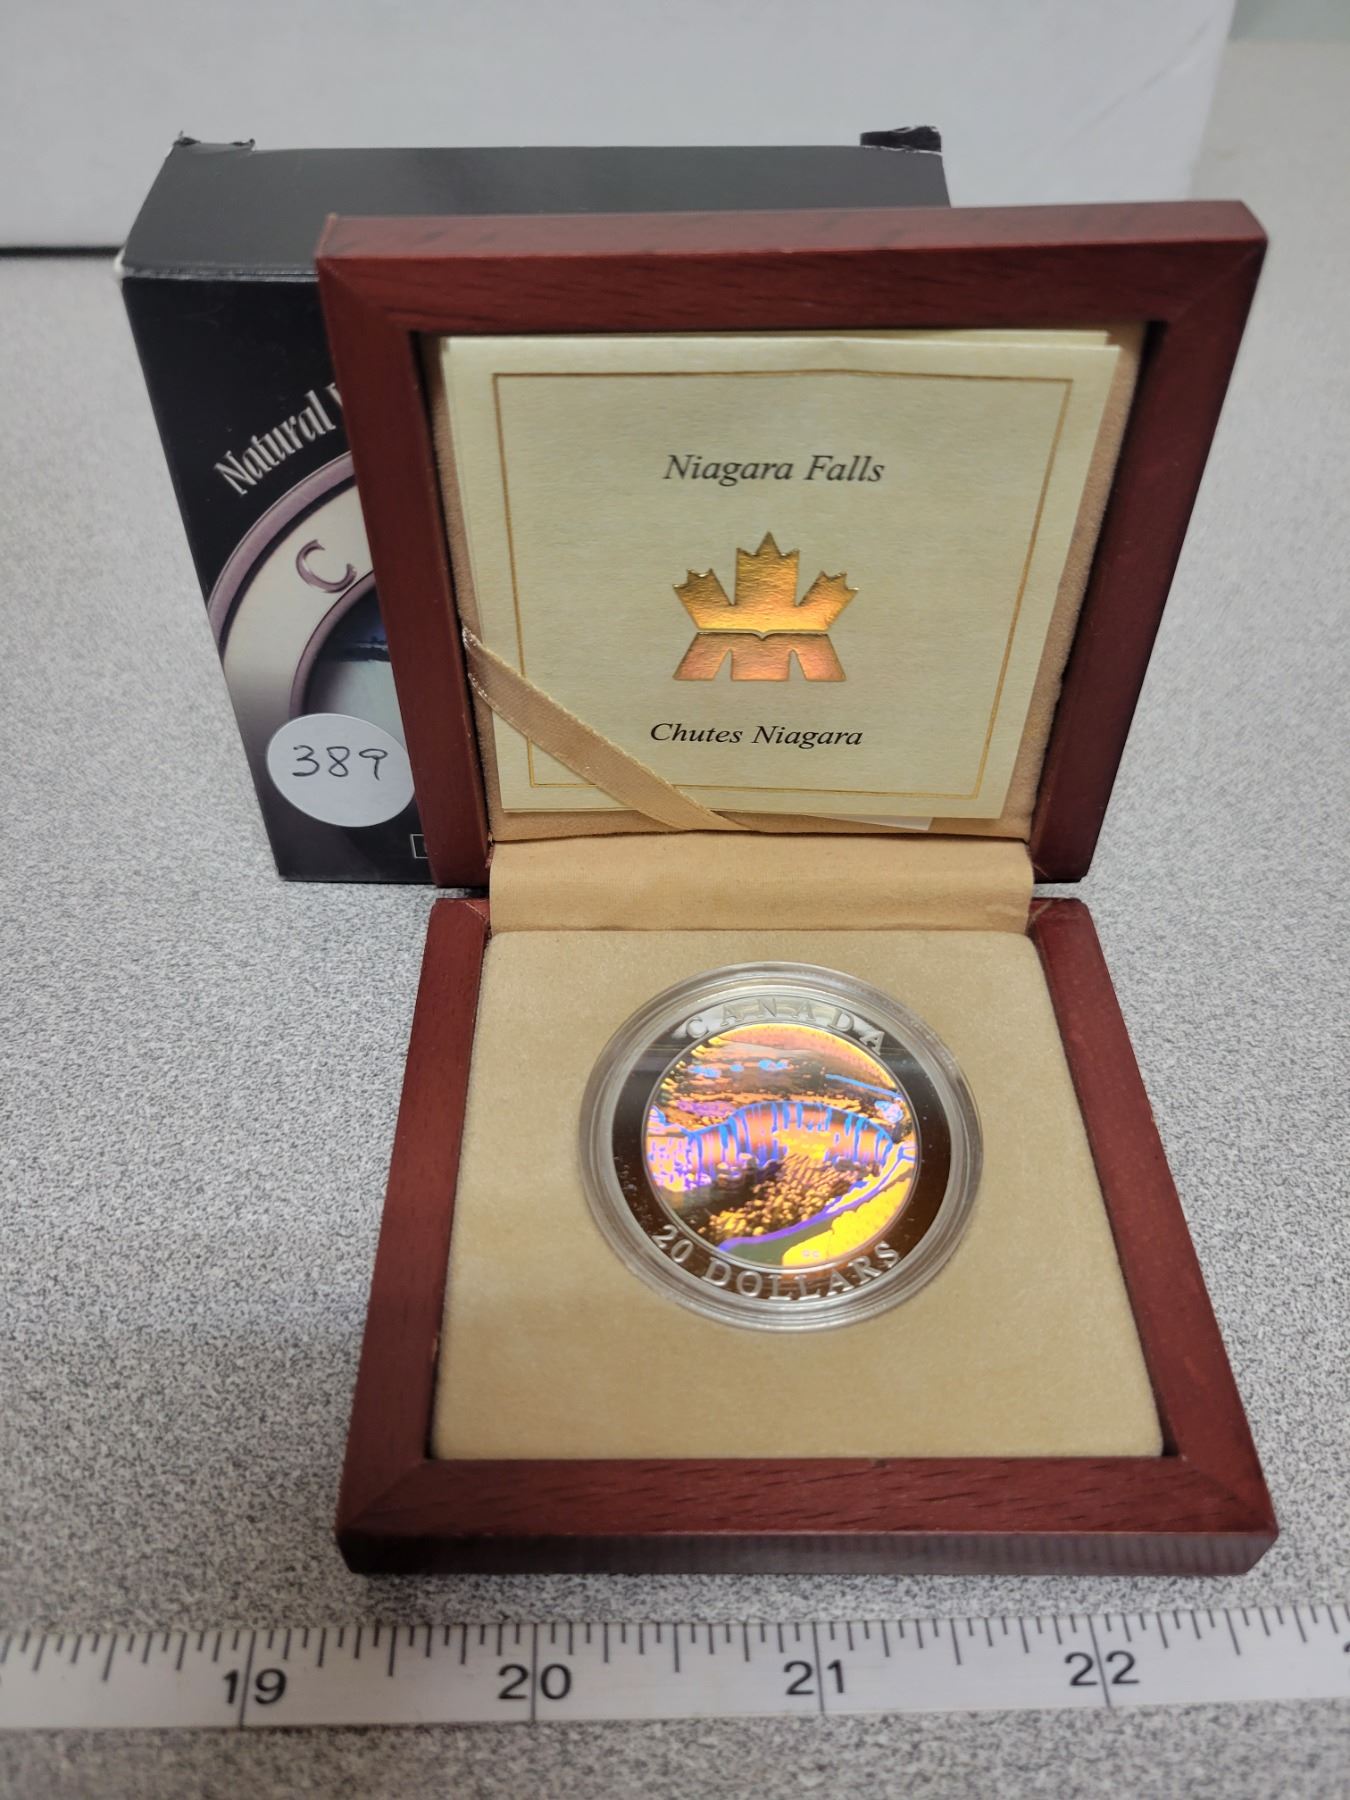 Natural
C
389
Niagara Falls
Chutes Niagara
CANADA
20 DOLLARS
19 20 21 22